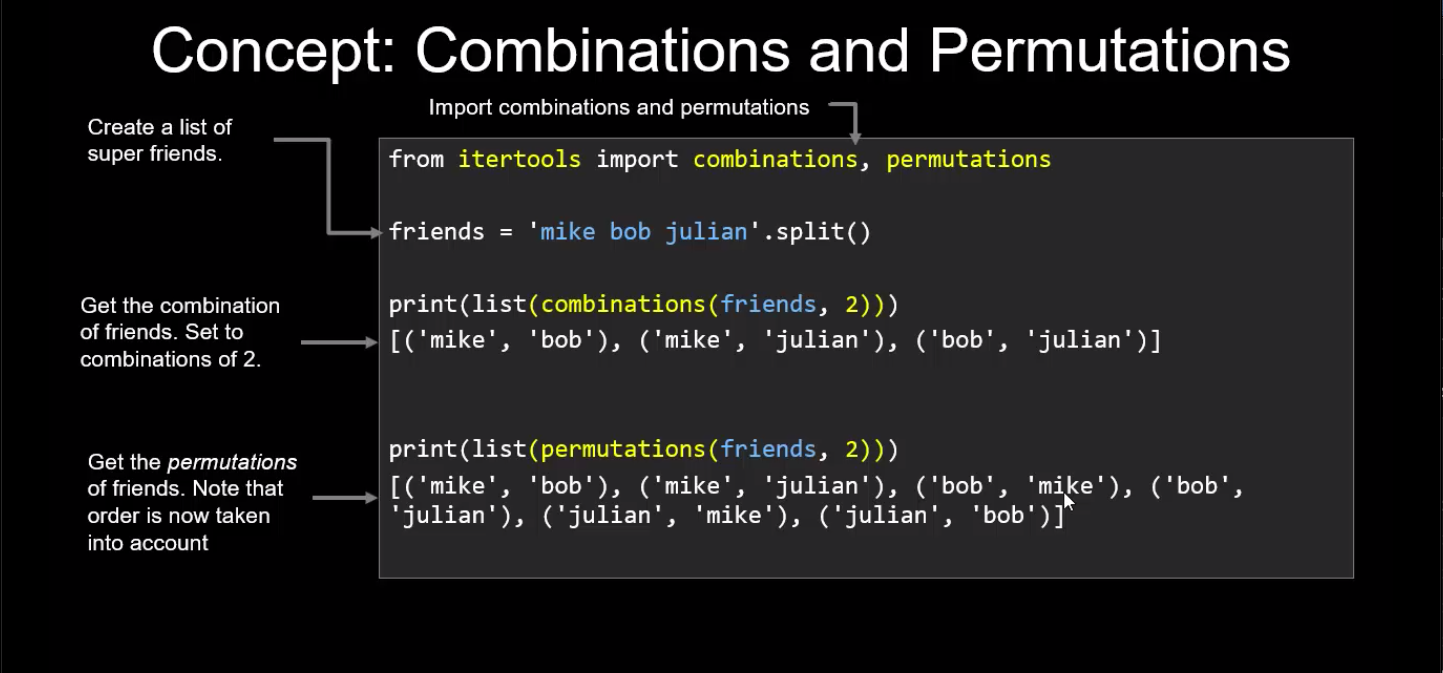 Concept: Combinations and Permutations
Import combinations and permutations
Create a list of
super friends.
from itertools import combinations, permutations
friends = 'mike bob julian'.split()
Get the combination
of friends. Set to
combinations of 2.
print(list(combinations(friends, 2)))
[('mike', 'bob'), ('mike', 'julian'), ('bob', 'julian')]
Get the permutations
of friends. Note that
order is now taken
into account
print(list(permutations(friends, 2)))
[('mike', 'bob'), ('mike', 'julian'), ('bob', 'mike'), ('bob',
'julian'), ('julian', 'mike'), ('julian', 'bob')]